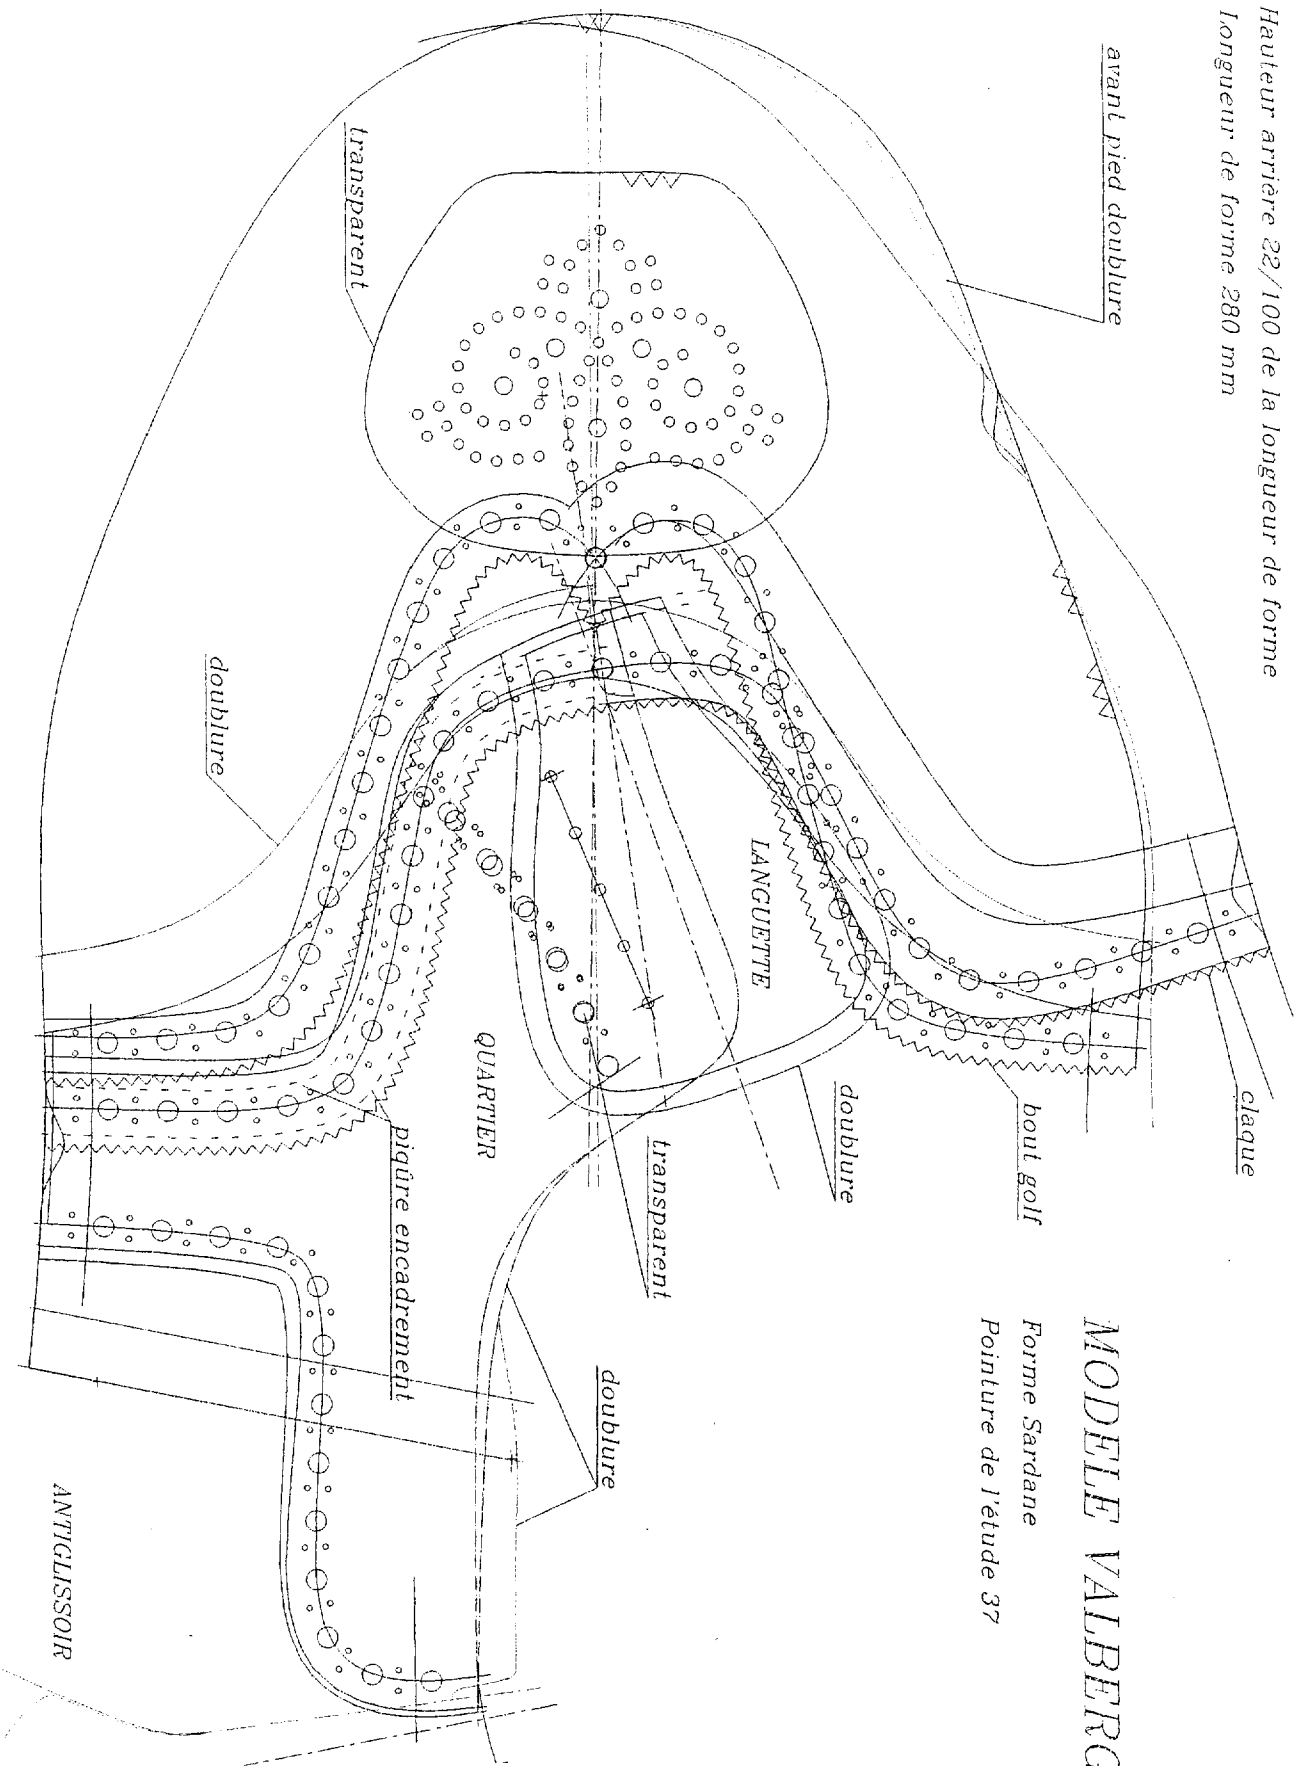 Hauteur arrière 22/100 de la longueur de forme
Longueur de forme 280 mm
MODELE VALBERG
Forme Sardane
Pointure de l'étude 37
avant pied doublure
transparent
doublure
LANGUETTE
QUARTIER
claque
bout golf
doublure
transparent
piqûre encadrement
doublure
ANTIGLISSOIR